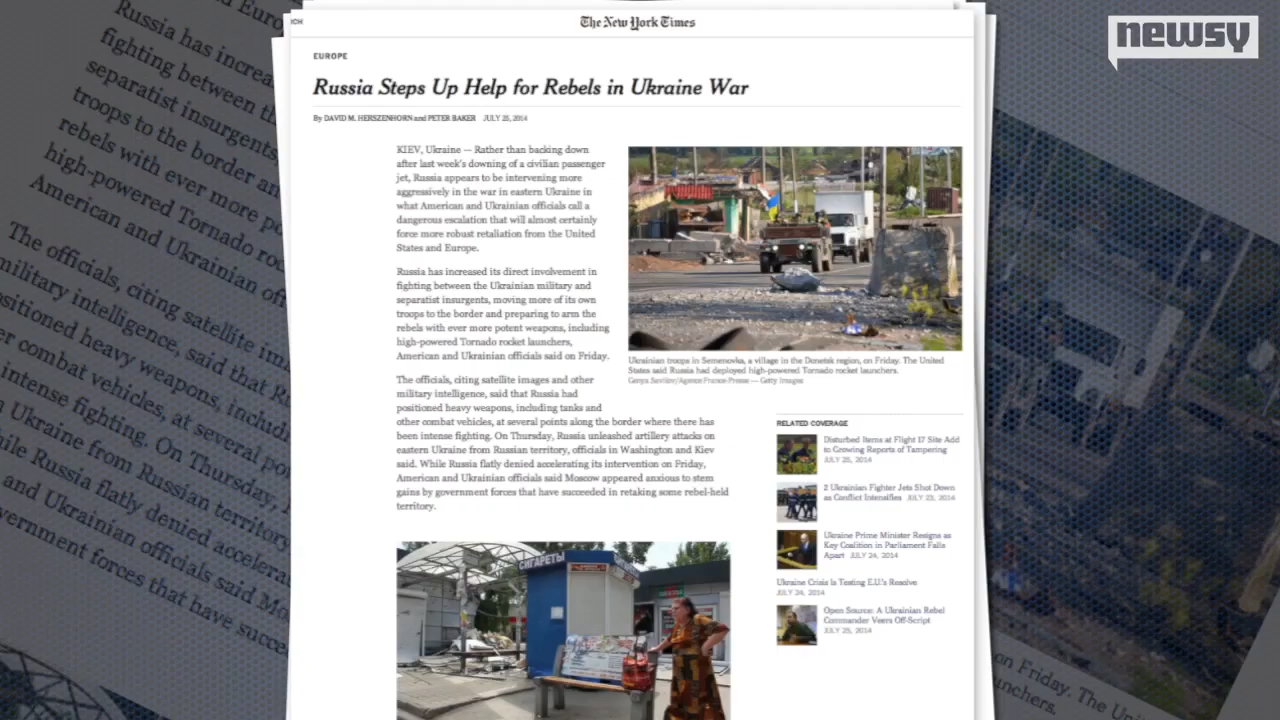 newsy
RCH
The New York Times
EUROPE
Russia Steps Up Help for Rebels in Ukraine War
By DAVID M. HERSZENHORN and PETER BAKER JULY 25, 2014
KIEV, Ukraine — Rather than backing down
after last week's downing of a civilian passenger
jet, Russia appears to be intervening more
aggressively in the war in eastern Ukraine in
what American and Ukrainian officials call a
dangerous escalation that will almost certainly
force more robust retaliation from the United
States and Europe.
Russia has increased its direct involvement in
fighting between the Ukrainian military and
separatist insurgents, moving more of its own
troops to the border and preparing to arm the
rebels with ever more potent weapons, including
high-powered Tornado rocket launchers,
American and Ukrainian officials said on Friday.
The officials, citing satellite images and other
military intelligence, said that Russia had
positioned heavy weapons, including tanks and
other combat vehicles, at several points along the border where there has
been intense fighting. On Thursday, Russia unleashed artillery attacks on
eastern Ukraine from Russian territory, officials in Washington and Kiev
said. While Russia flatly denied accelerating its intervention on Friday,
American and Ukrainian officials said Moscow appeared anxious to stem
gains by government forces that have succeeded in retaking some rebel-held
territory.
Ukrainian troops in Semenovka, a village in the Donetsk region, on Friday. The United
States said Russia had deployed high-powered Tornado rocket launchers.
Genya Savilov/Agence France-Presse — Getty Images
RELATED COVERAGE
Disturbed Items at Flight 17 Site Add
to Growing Reports of Tampering
JULY 25, 2014
2 Ukrainian Fighter Jets Shot Down
as Conflict Intensifies JULY 23, 2014
Ukraine Prime Minister Resigns as
Key Coalition in Parliament Falls
Apart JULY 24, 2014
Ukraine Crisis Is Testing E.U.'s Resolve
JULY 24, 2014
Open Source: A Ukrainian Rebel
Commander Veers Off-Script
JULY 25, 2014
СИГАРЕТЫ
Russia has increa
fighting between th
separatist insurgents,
troops to the border an
rebels with ever more po
high-powered Tornado roc
American and Ukrainian of
The officials, citing satellite im
military intelligence, said that R
sitioned heavy weapons, includ
er combat vehicles, at several poi
intense fighting. On Thursday,
Ukraine from Russian territory
hile Russia flatly denied accelera
and Ukrainian officials said Mo
vernment forces that have succe
on Friday. The Un
unchers.